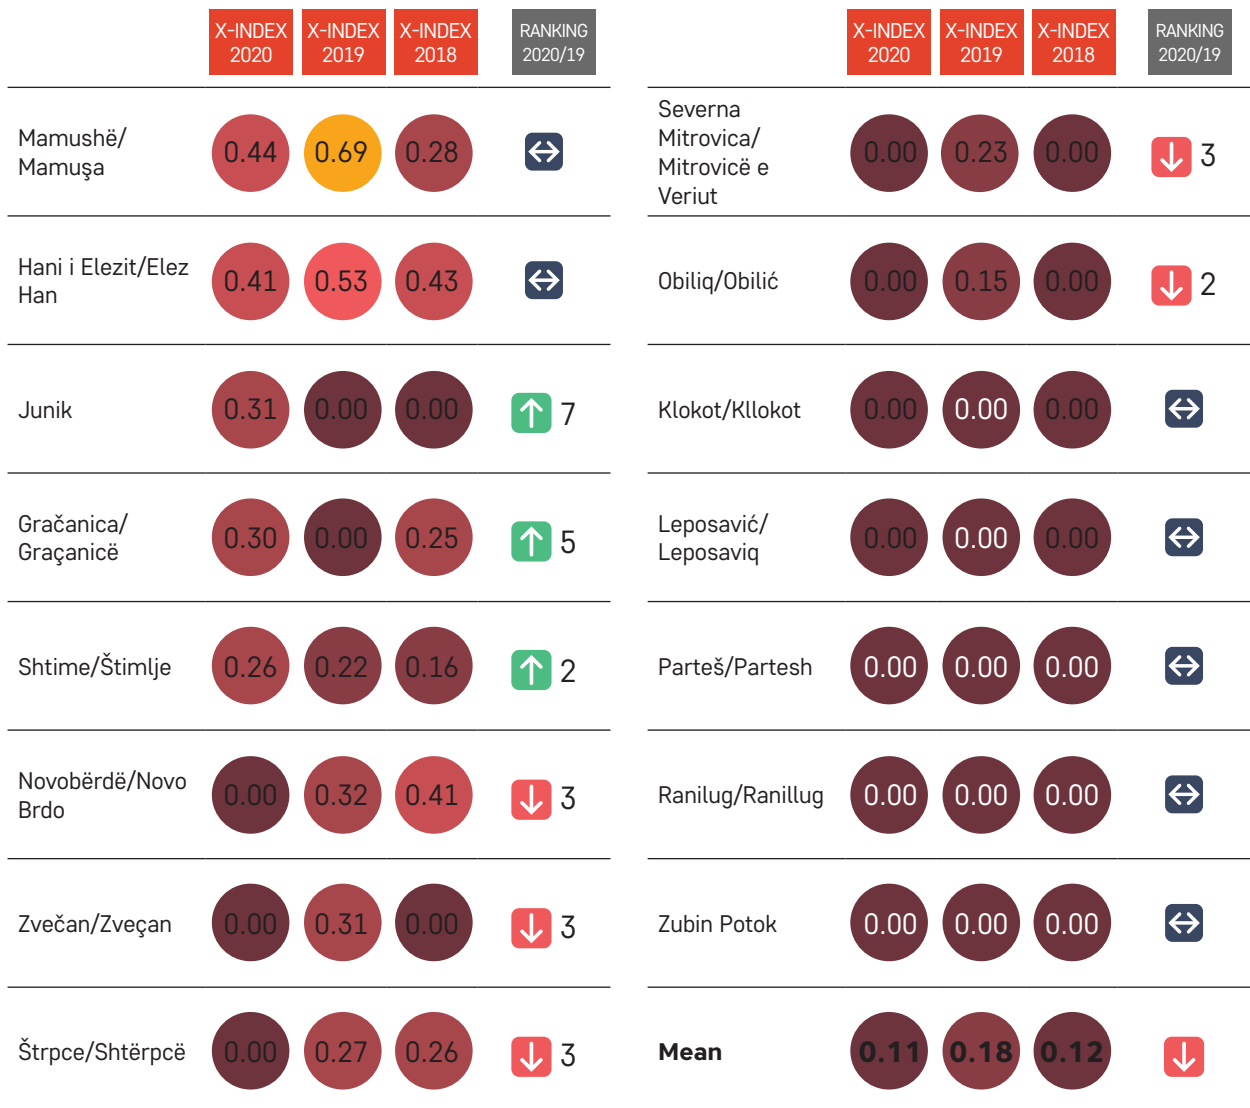 X-INDEX 2020 X-INDEX 2019 X-INDEX 2018 RANKING 2020/19
Mamushë/
Mamuşa
0.44 0.69 0.28
Hani i Elezit/Elez
Han
0.41 0.53 0.43
Junik 0.31 0.00 0.00 7
Gračanica/
Graçanicë
0.30 0.00 0.25 5
Shtime/Štimlje 0.26 0.22 0.16 2
Novobërdë/Novo
Brdo
0.00 0.32 0.41 3
Zvečan/Zveçan 0.00 0.31 0.00 3
Štrpce/Shtërpcë 0.00 0.27 0.26 3
X-INDEX 2020 X-INDEX 2019 X-INDEX 2018 RANKING 2020/19
Severna
Mitrovica/
Mitrovicë e
Veriut
0.00 0.23 0.00 3
Obiliq/Obilić 0.00 0.15 0.00 2
Klokot/Kllokot 0.00 0.00 0.00
Leposavić/
Leposaviq
0.00 0.00 0.00
Parteš/Partesh 0.00 0.00 0.00
Ranilug/Ranillug 0.00 0.00 0.00
Zubin Potok 0.00 0.00 0.00
Mean 0.11 0.18 0.12